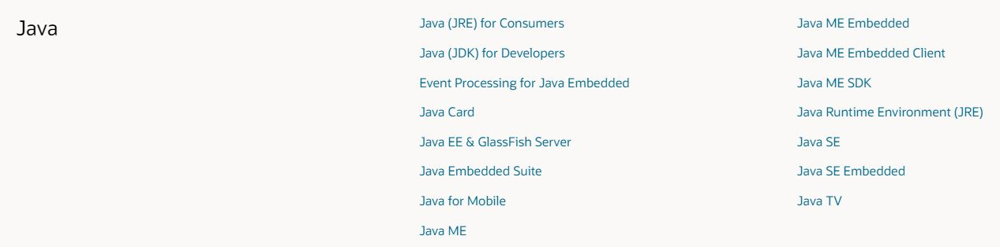 Java
Java (JRE) for Consumers
Java (JDK) for Developers
Event Processing for Java Embedded
Java Card
Java EE & GlassFish Server
Java Embedded Suite
Java for Mobile
Java ME
Java ME Embedded
Java ME Embedded Client
Java ME SDK
Java Runtime Environment (JRE)
Java SE
Java SE Embedded
Java TV